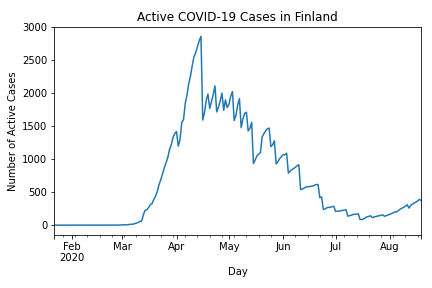 Active COVID-19 Cases in Finland
3000
2500
2000
1500
1000
500
0
Number of Active Cases
Feb Mar Apr May Jun Jul Aug
2020
Day